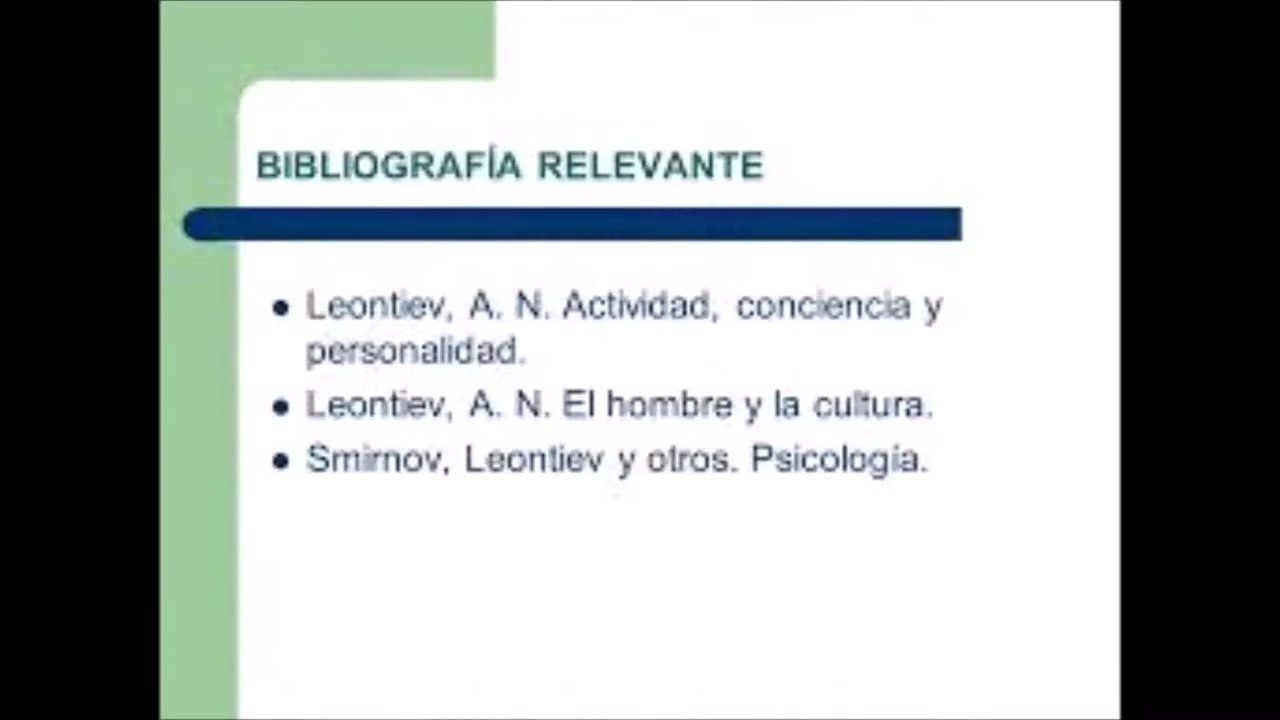 BIBLIOGRAFÍA RELEVANTE
● Leontiev, A. N. Actividad, conciencia y
personalidad.
● Leontiev, A. N. El hombre y la cultura.
● Smirnov, Leontiev y otros. Psicología.